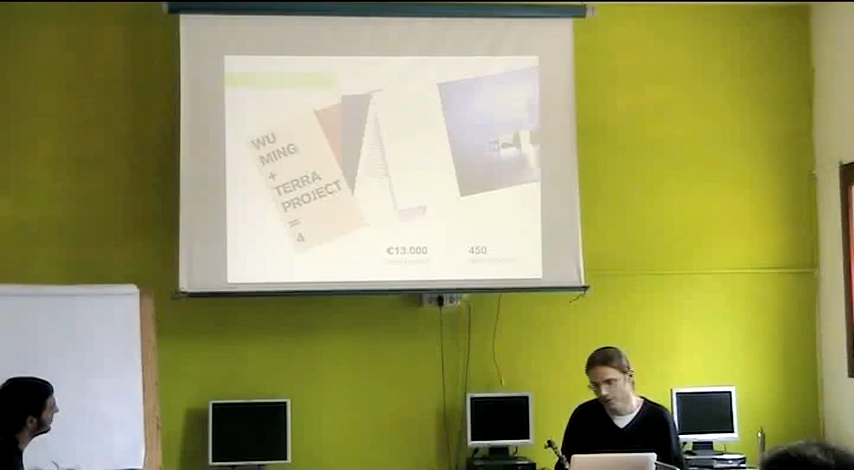 WU
MING
+
TERRA
PROJECT
=
4
€13.000
450